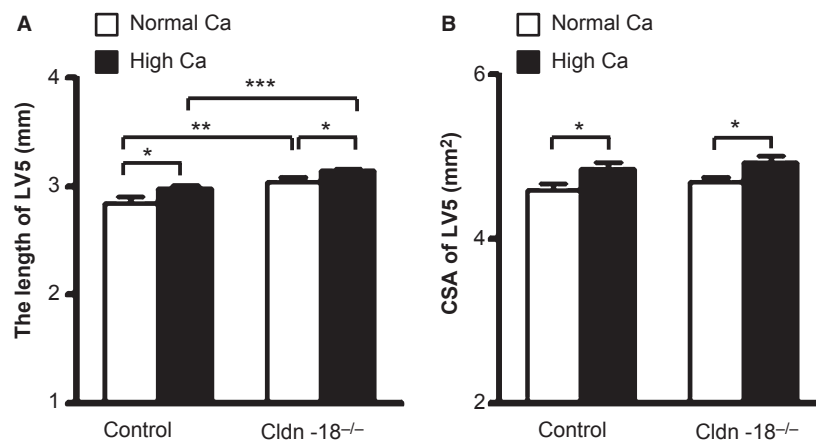 A
Normal Ca
High Ca
The length of LV5 (mm)
4
3
2
1
***
**
*
*
Control
Cldn -18–/–
B
Normal Ca
High Ca
CSA of LV5 (mm2)
6
4
2
*
*
Control
Cldn -18–/–